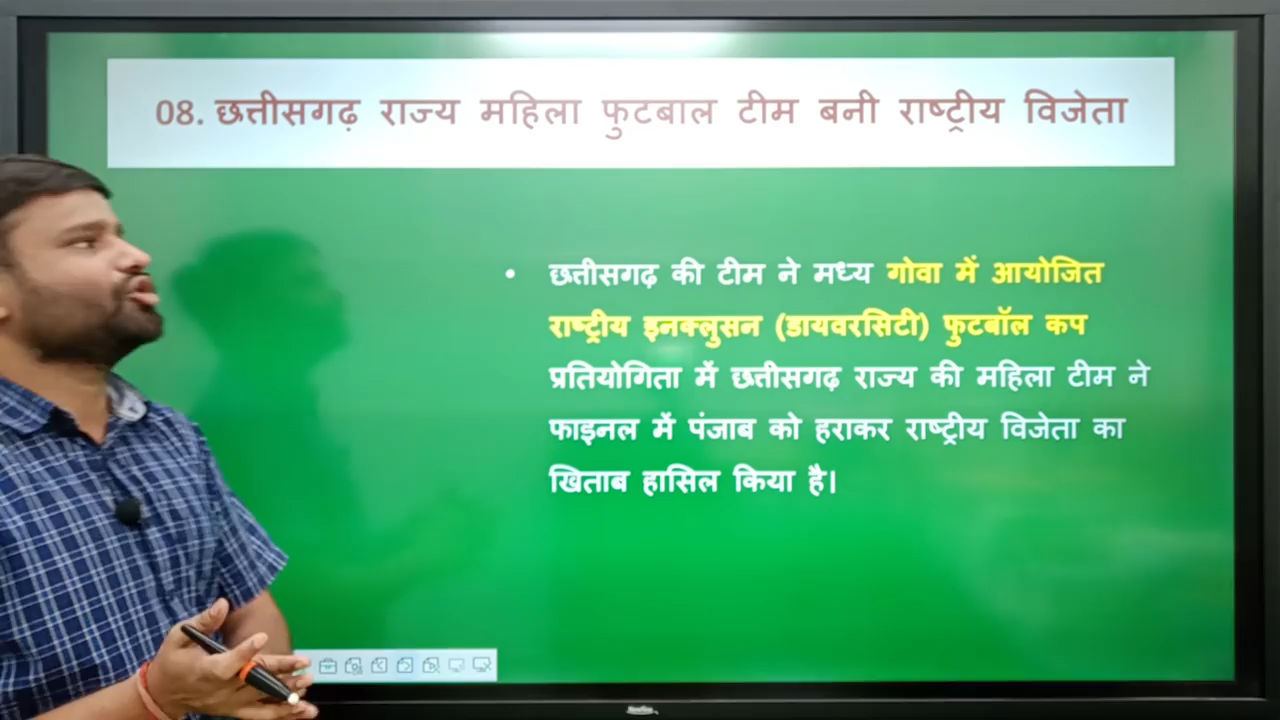 08. छत्तीसगढ़ राज्य महिला फुटबाल टीम बनी राष्ट्रीय विजेता
• छत्तीसगढ़ की टीम ने मध्य गोवा में आयोजित
राष्ट्रीय इनक्लुसन (डायवरसिटी) फुटबॉल कप
प्रतियोगिता में छत्तीसगढ़ राज्य की महिला टीम ने
फाइनल में पंजाब को हराकर राष्ट्रीय विजेता का
खिताब हासिल किया है।